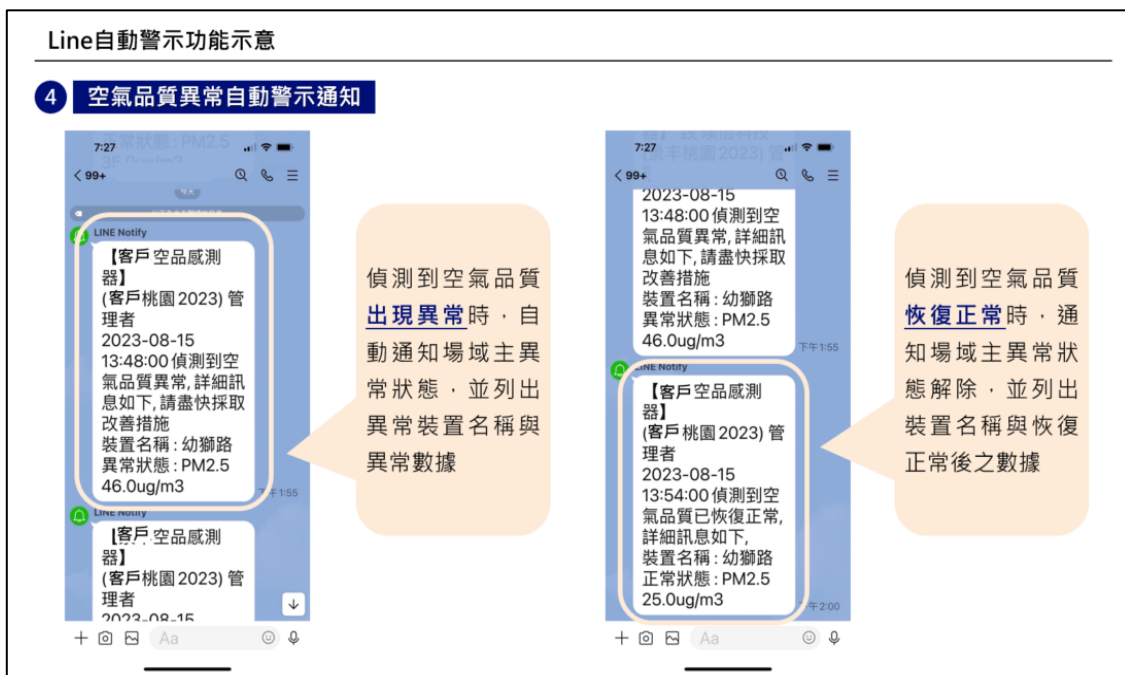 Line自動警示功能示意
4 空氣品質異常自動警示通知
正常狀態 : PM2.5
7:27
99+
今天
LINE Notify
【客戶空品感測
器】
(客戶桃園2023) 管
理者
2023-08-15
13:48:00 偵測到空
氣品質異常, 詳細訊
息如下, 請盡快採取
改善措施
裝置名稱 : 幼獅路
異常狀態 : PM2.5
46.0ug/m3
下午1:55
LINE Notify
【客戶空品感測
器】
(客戶桃園2023) 管
理者
2023-08-15
Aa
偵測到空氣品質
出現異常時，自
動通知場域主異
常狀態，並列出
異常裝置名稱與
異常數據
7:27
99+
2023-08-15
13:48:00 偵測到空
氣品質異常, 詳細訊
息如下, 請盡快採取
改善措施
裝置名稱 : 幼獅路
異常狀態 : PM2.5
46.0ug/m3
下午1:55
LINE Notify
【客戶空品感測
器】
(客戶桃園2023) 管
理者
2023-08-15
13:54:00 偵測到空
氣品質已恢復正常,
詳細訊息如下,
裝置名稱 : 幼獅路
正常狀態 : PM2.5
25.0ug/m3
下午2:00
Aa
偵測到空氣品質
恢復正常時，通
知場域主異常狀
態解除，並列出
裝置名稱與恢復
正常後之數據